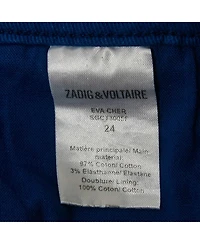 ZADIG&VOLTAIRE
EVA CHER
24
Matière principale/ Main
material:
97% Coton/ Cotton
3% Elasthanne/ Elastane
Doublure/ Lining:
100% Coton/ Cotton